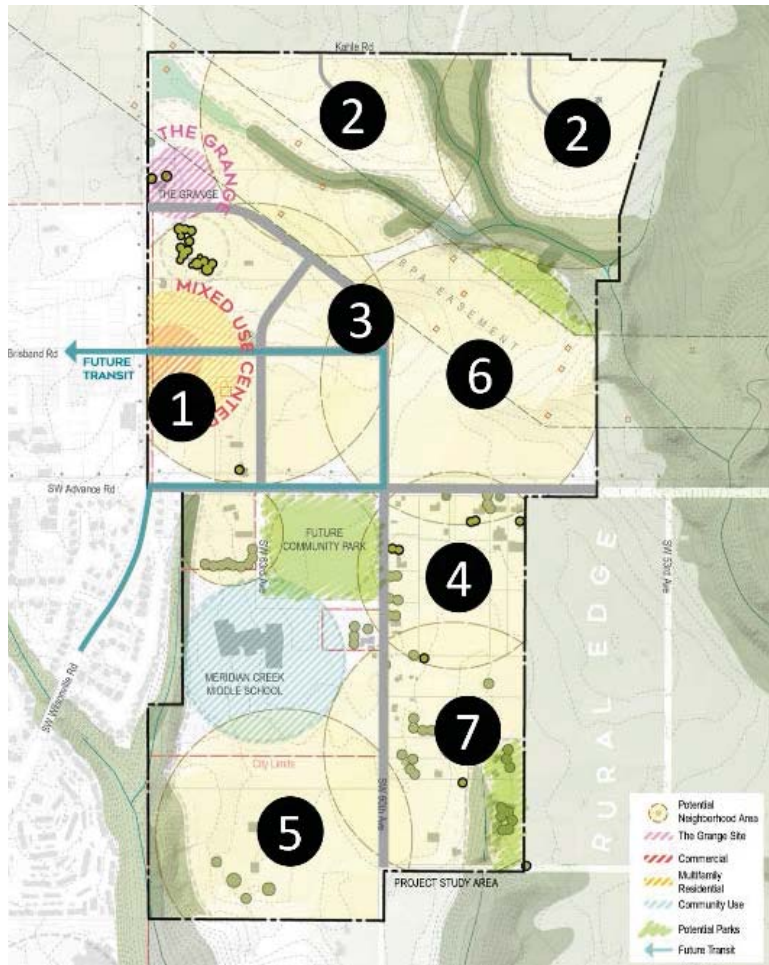 Kahle Rd
2
2
THE GRANGE
THE GRANGE
BPA EASEMENT
MIXED USE CENTER
3
Brisband Rd
FUTURE
TRANSIT
6
1
SW Advance Rd
FUTURE
COMMUNITY PARK
SW 63rd Ave
4
SW 53rd Ave
RURAL EDGE
MERIDIAN CREEK
MIDDLE SCHOOL
SW Wilsonville Rd
7
City Limits
5
SW 60th Ave
PROJECT STUDY AREA
Potential
Neighborhood Area
The Grange Site
Commercial
Multifamily
Residential
Community Use
Potential Parks
Future Transit